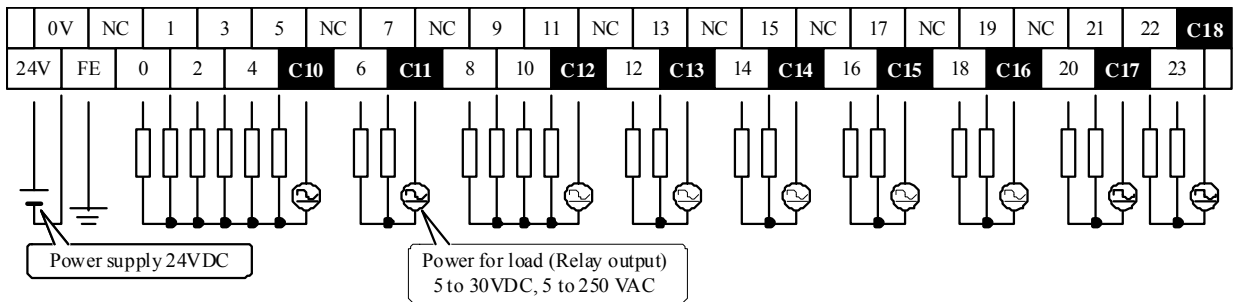 0V NC 1 3 5 NC 7 NC 9 11 NC 13 NC 15 NC 17 NC 19 NC 21 22 C18
24V FE 0 2 4 C10 6 C11 8 10 C12 12 C13 14 C14 16 C15 18 C16 20 C17 23
Power supply 24VDC
Power for load (Relay output)
5 to 30VDC, 5 to 250 VAC